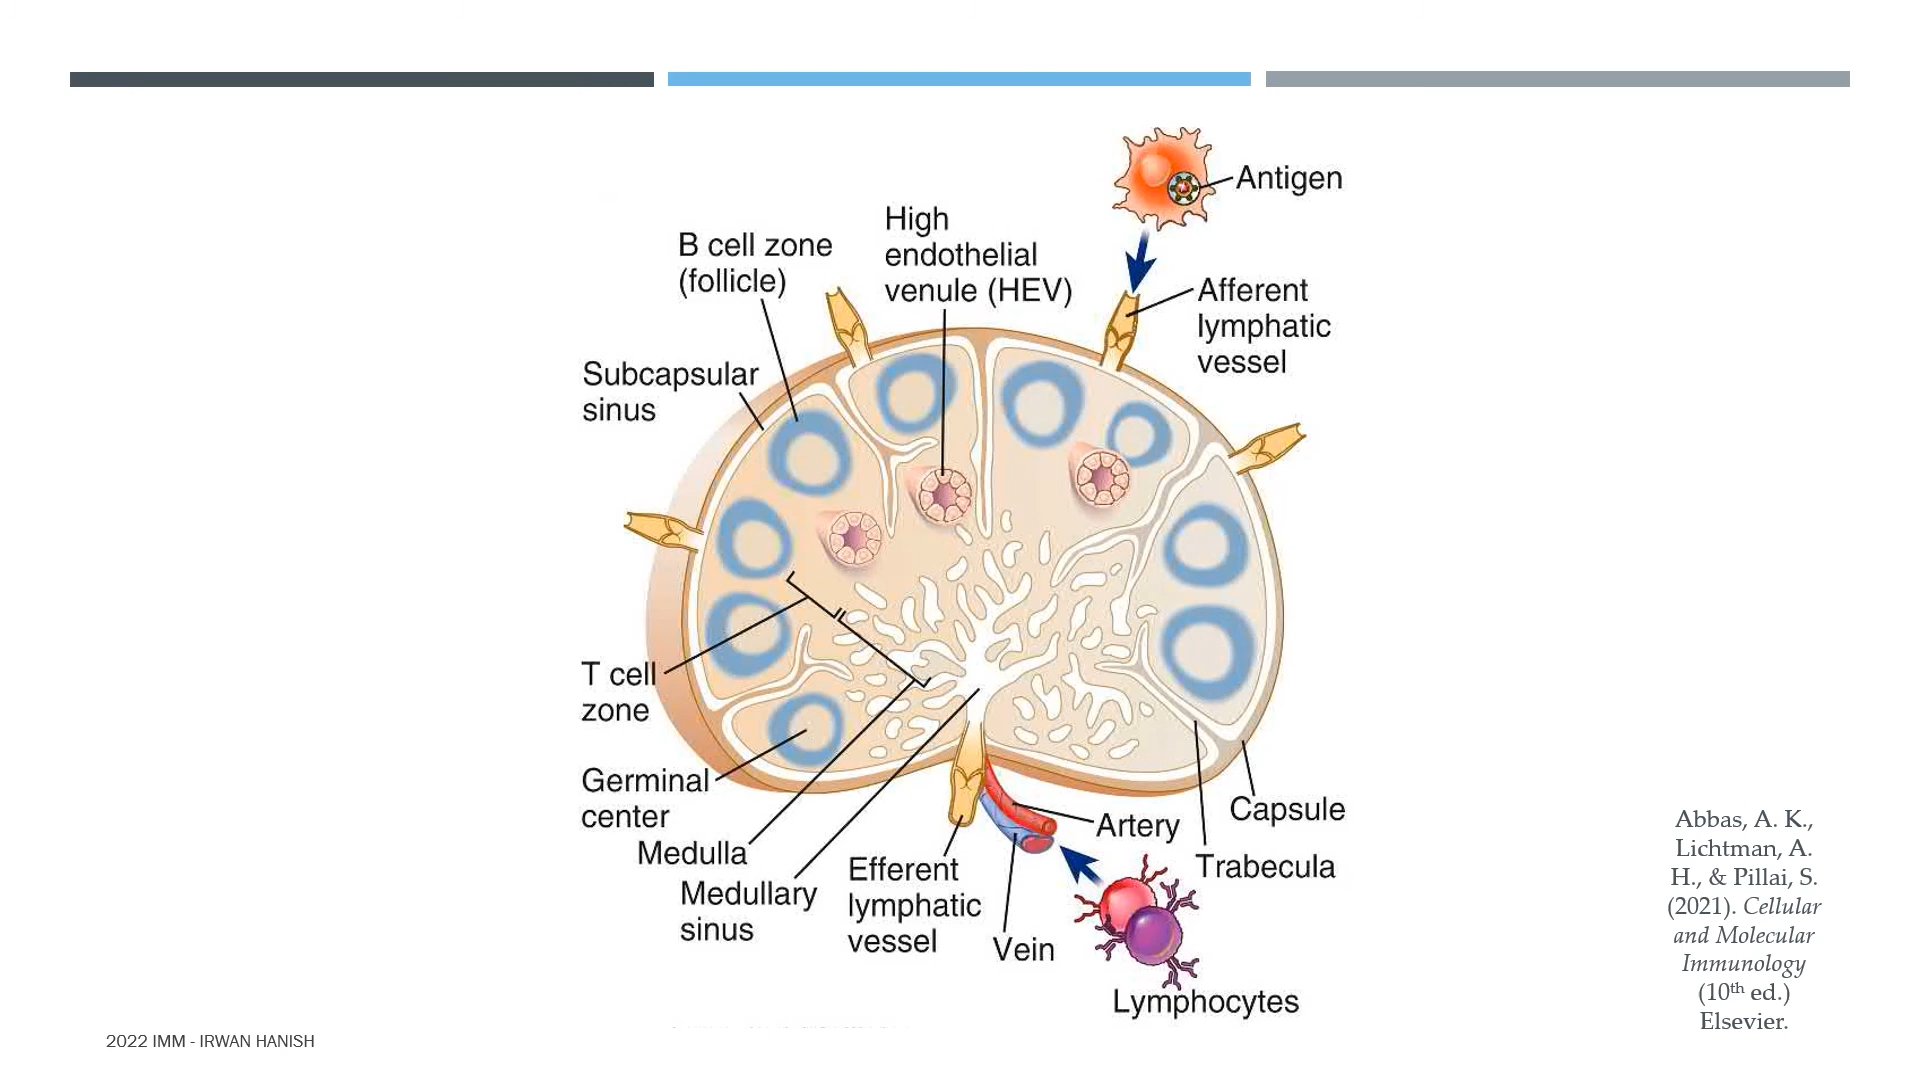 Antigen
High
endothelial
venule (HEV)
B cell zone
(follicle)
Afferent
lymphatic
vessel
Subcapsular
sinus
T cell
zone
Germinal
center
Medulla
Medullary
sinus
Efferent
lymphatic
vessel
Vein
Artery
Capsule
Trabecula
Lymphocytes
Abbas, A. K.,
Lichtman, A.
H., & Pillai, S.
(2021). Cellular
and Molecular
Immunology
(10th ed.)
Elsevier.
2022 IMM - IRWAN HANISH